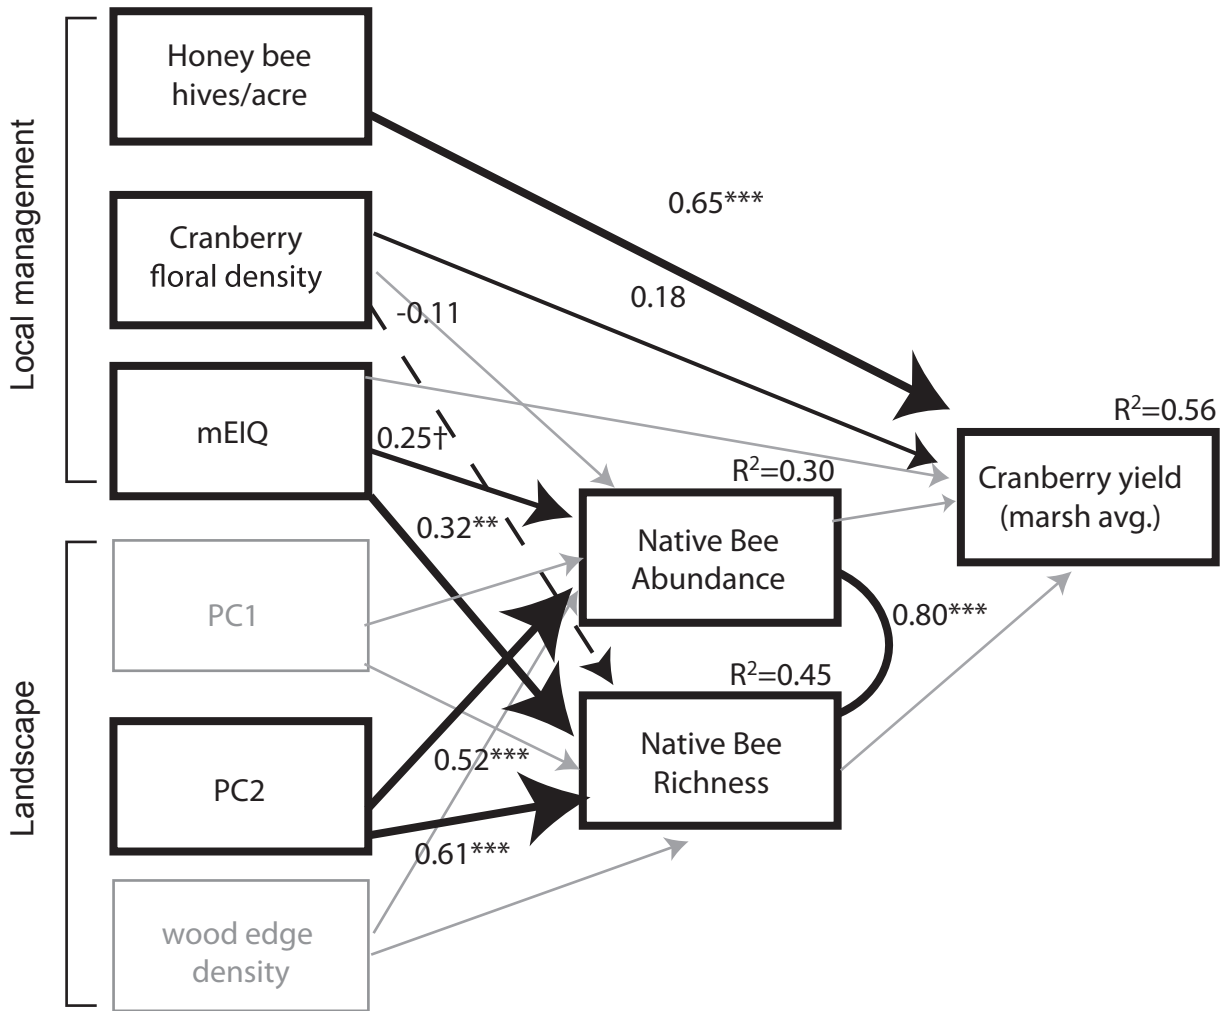 Local management
Honey bee
hives/acre
0.65***
Cranberry
floral density
0.18
-0.11
mEIQ
0.25†
R²=0.56
Cranberry yield
(marsh avg.)
R²=0.30
0.32**
Native Bee
Abundance
Landscape
PC1
0.80***
R²=0.45
Native Bee
Richness
PC2
0.52***
0.61***
wood edge
density